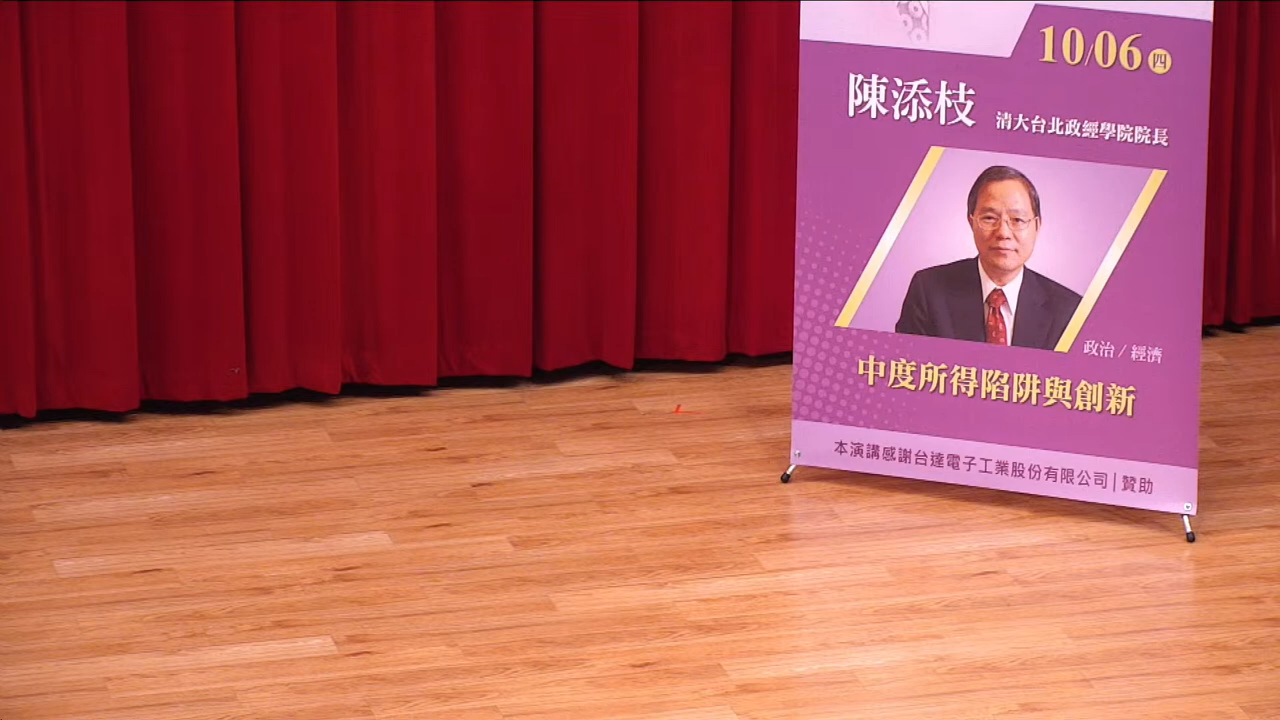 10/06 四
陳添枝 清大台北政經學院院長
政治/經濟
中度所得陷阱與創新
本演講感謝台達電子工業股份有限公司|贊助